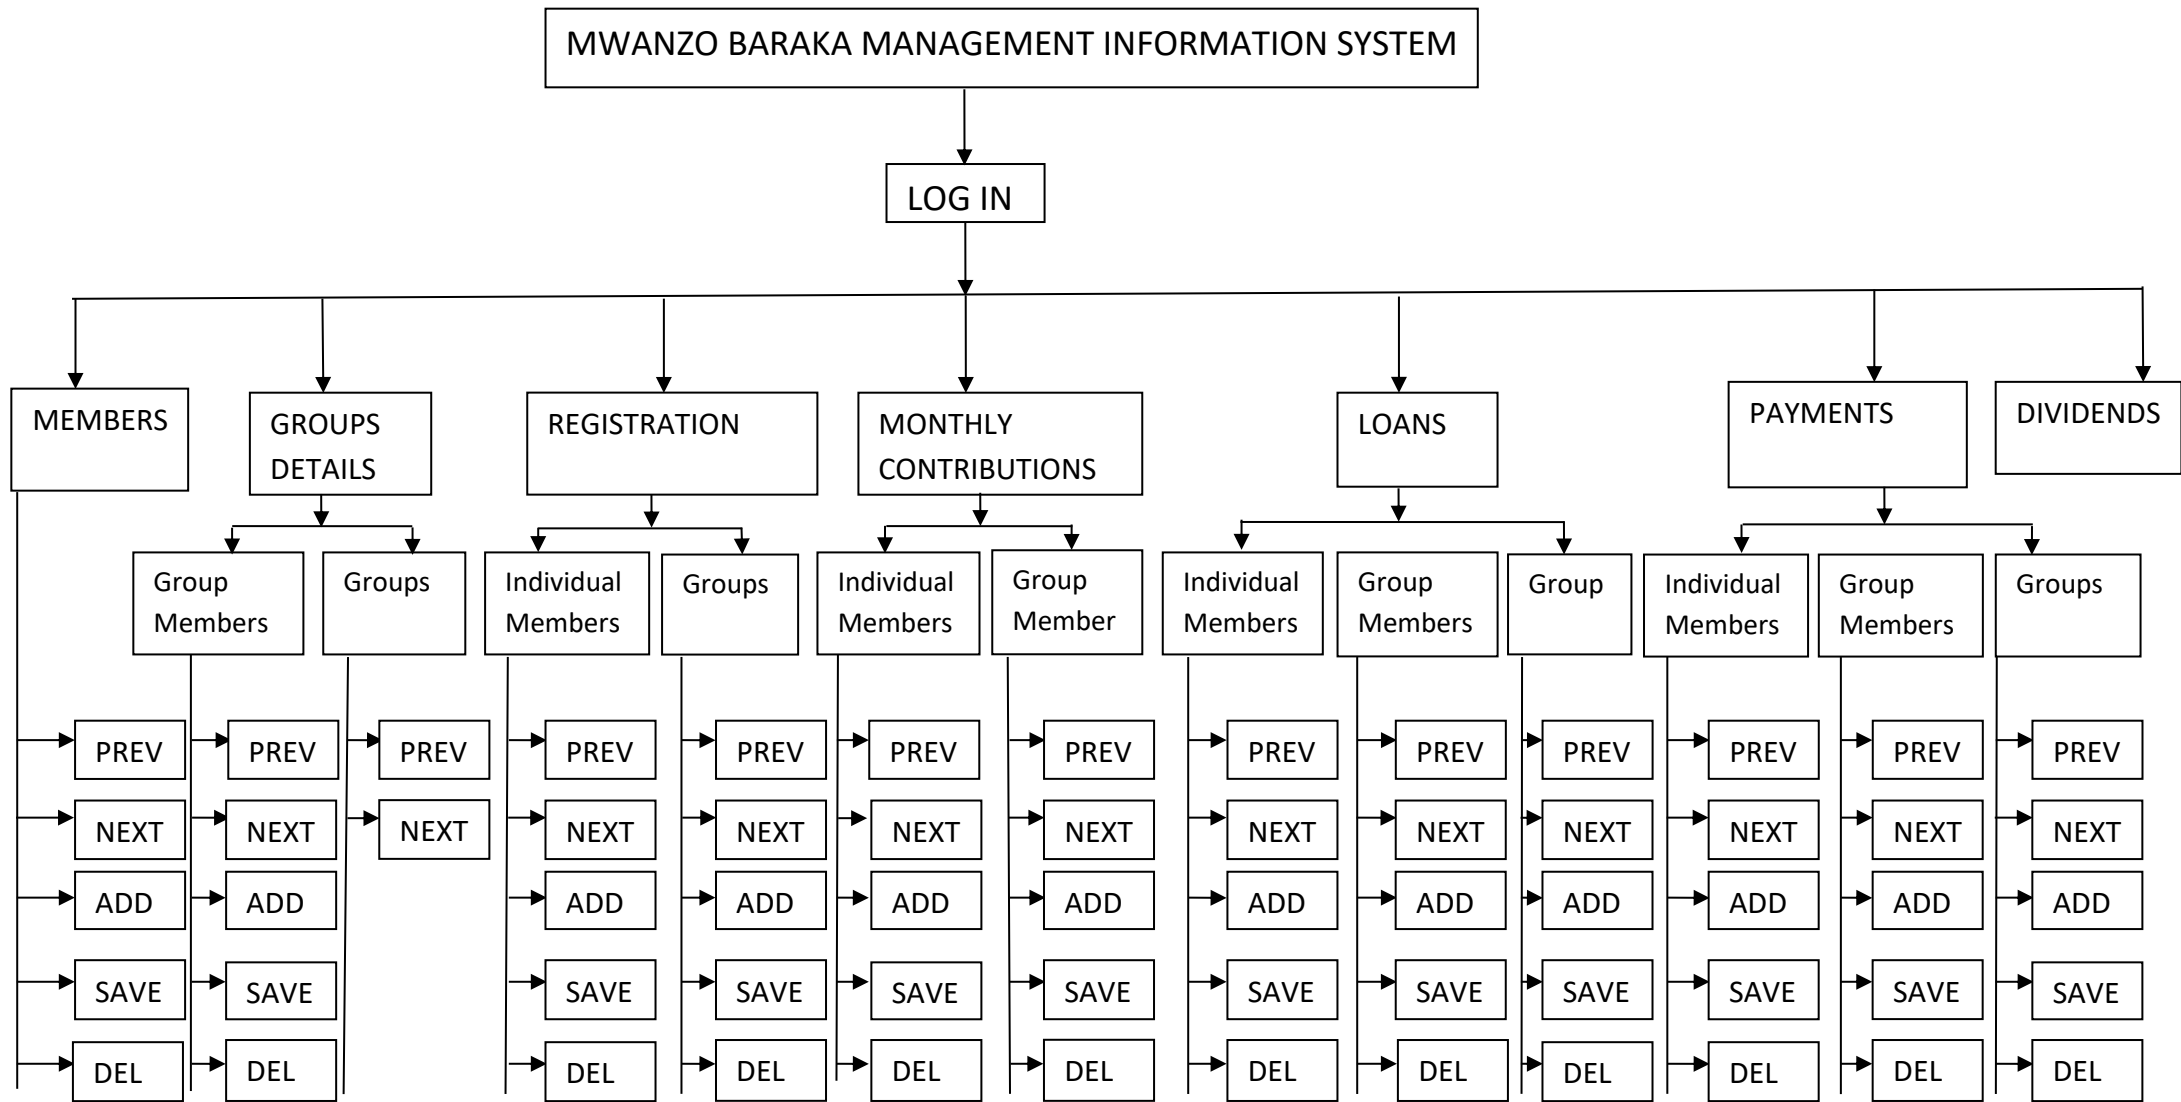 MWANZO BARAKA MANAGEMENT INFORMATION SYSTEM
LOG IN
MEMBERS
GROUPS
DETAILS
REGISTRATION
MONTHLY
CONTRIBUTIONS
LOANS
PAYMENTS
DIVIDENDS
Group
Members
Groups
Individual
Members
Groups
Individual
Members
Group
Member
Individual
Members
Group
Members
Group
Individual
Members
Group
Members
Groups
PREV
PREV
PREV
PREV
PREV
PREV
PREV
PREV
PREV
PREV
PREV
PREV
PREV
NEXT
NEXT
NEXT
NEXT
NEXT
NEXT
NEXT
NEXT
NEXT
NEXT
NEXT
NEXT
NEXT
ADD
ADD
ADD
ADD
ADD
ADD
ADD
ADD
ADD
ADD
ADD
ADD
SAVE
SAVE
SAVE
SAVE
SAVE
SAVE
SAVE
SAVE
SAVE
SAVE
SAVE
SAVE
DEL
DEL
DEL
DEL
DEL
DEL
DEL
DEL
DEL
DEL
DEL
DEL